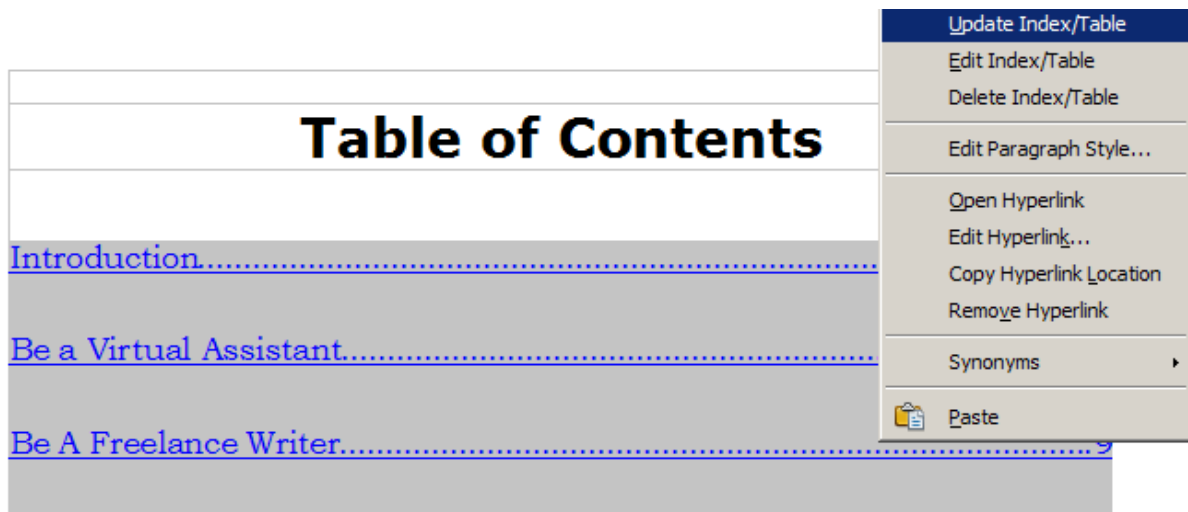 Update Index/Table
Edit Index/Table
Delete Index/Table
Table of Contents
Edit Paragraph Style...
Open Hyperlink
Edit Hyperlink...
Copy Hyperlink Location
Remove Hyperlink
Synonyms
Paste
Introduction.......................................................................
Be a Virtual Assistant.......................................................
Be A Freelance Writer............................................................................9